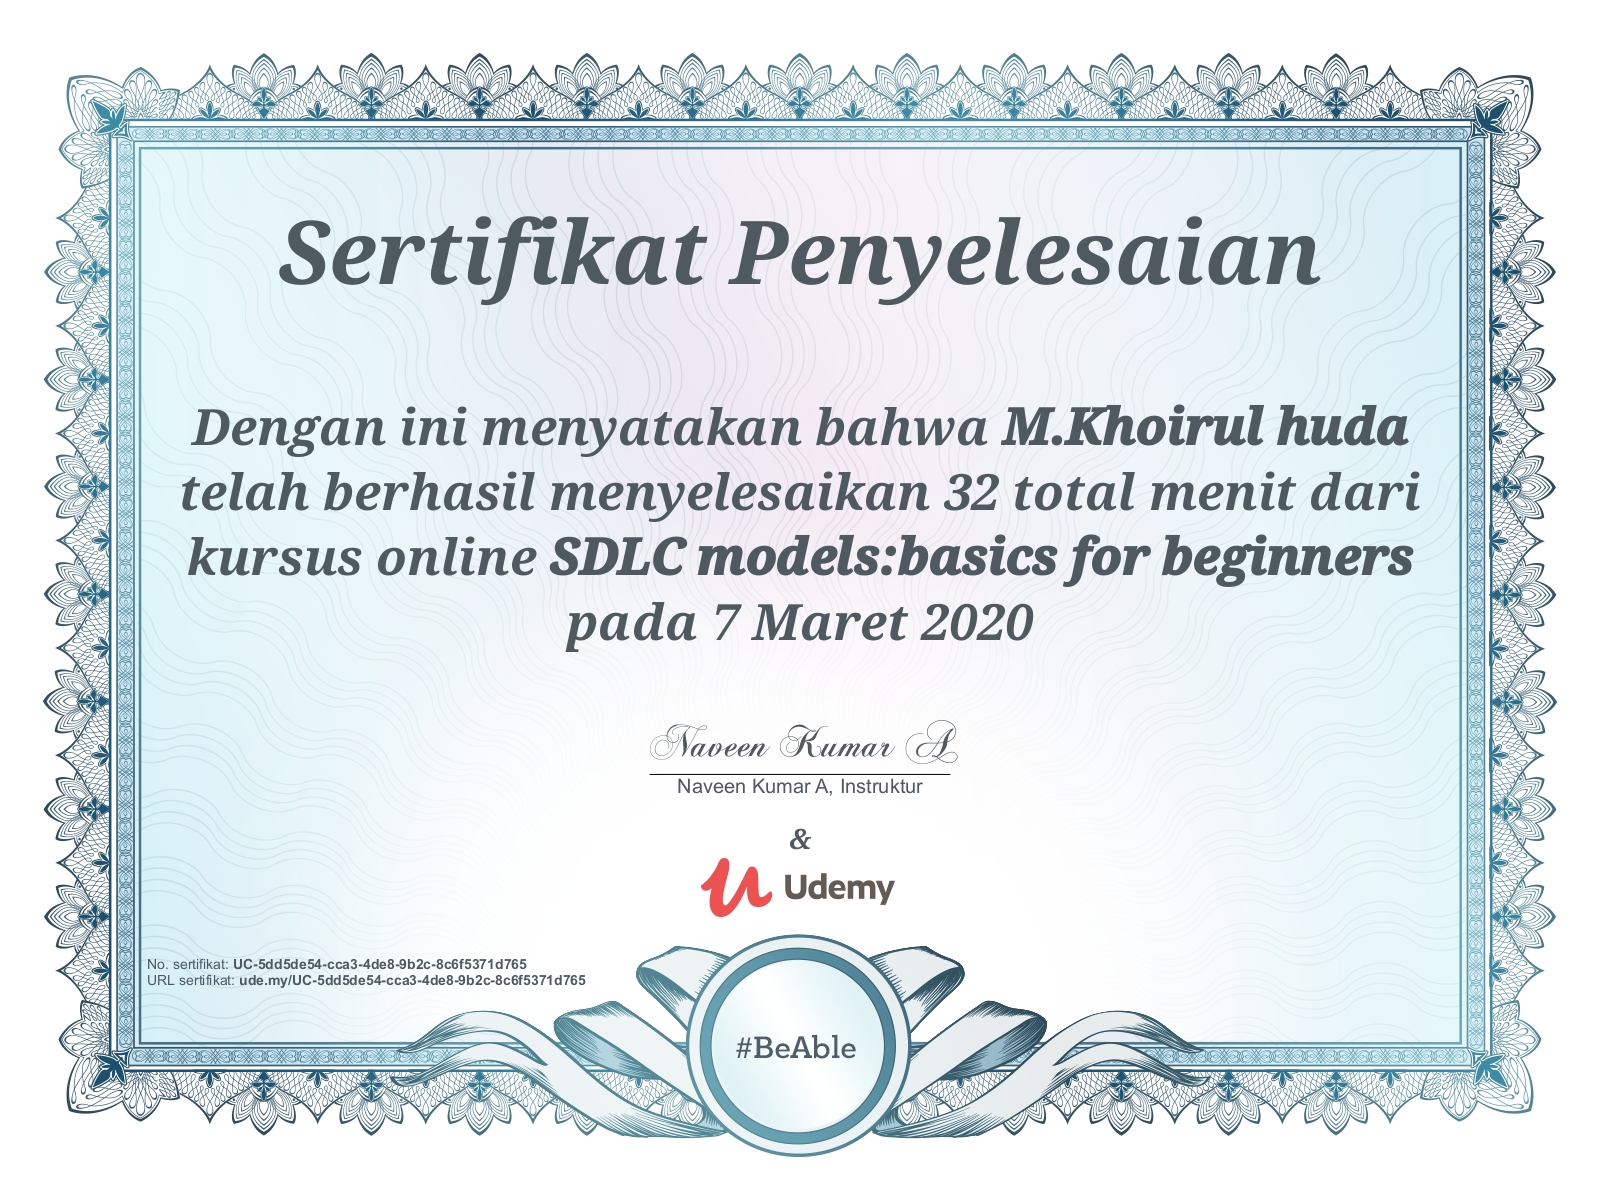 Sertifikat Penyelesaian
Dengan ini menyatakan bahwa M.Khoirul huda
telah berhasil menyelesaikan 32 total menit dari
kursus online SDLC models:basics for beginners
pada 7 Maret 2020
Naveen Kumar A
Naveen Kumar A, Instruktur
&
Udemy
No. sertifikat: UC-5dd5de54-cca3-4de8-9b2c-8c6f5371d765
URL sertifikat: ude.my/UC-5dd5de54-cca3-4de8-9b2c-8c6f5371d765
#BeAble